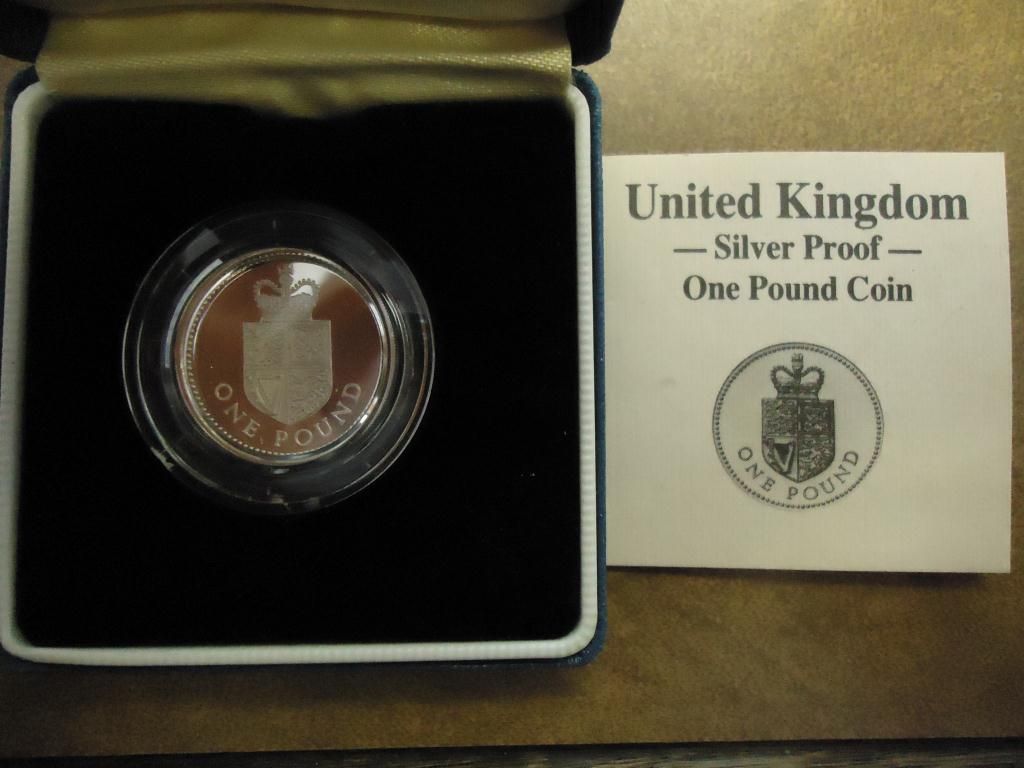 ONE POUND
United Kingdom
— Silver Proof —
One Pound Coin
ONE POUND